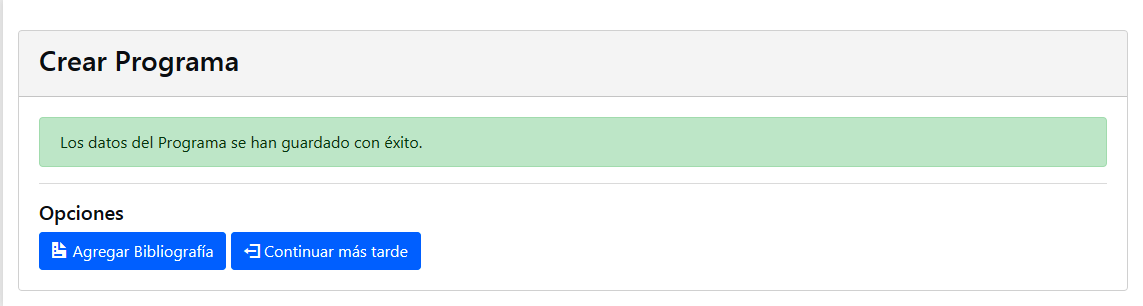 Crear Programa
Los datos del Programa se han guardado con éxito.
Opciones
Agregar Bibliografía Continuar más tarde